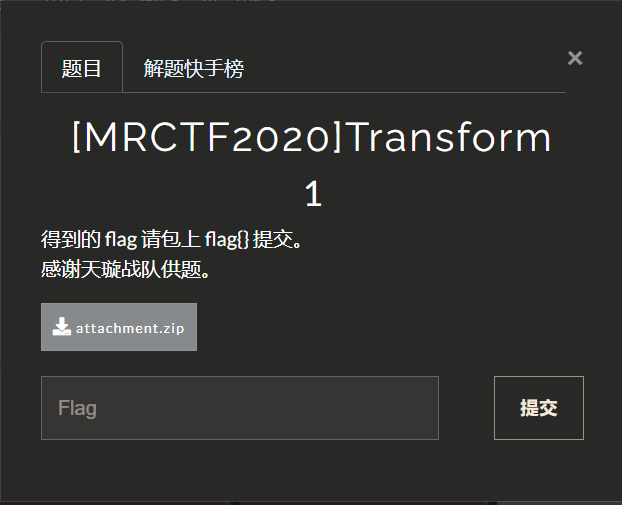 题目
解题快手榜
×
[MRCTF2020]Transform
1
得到的 flag 请包上 flag{} 提交。
感谢天璇战队供题。
attachment.zip
Flag
提交